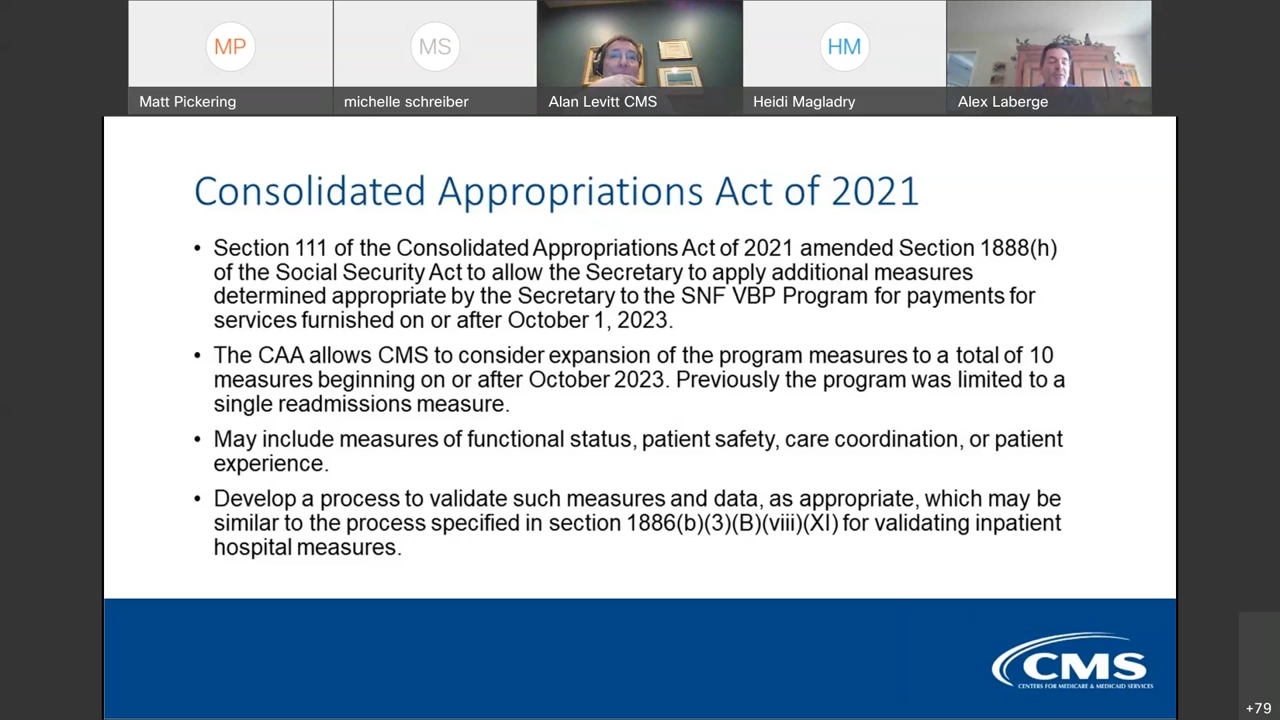 MP
MS
HM
Matt Pickering
michelle schreiber
Alan Levitt CMS
Heidi Magladry
Alex Laberge
Consolidated Appropriations Act of 2021
• Section 111 of the Consolidated Appropriations Act of 2021 amended Section 1888(h)
of the Social Security Act to allow the Secretary to apply additional measures
determined appropriate by the Secretary to the SNF VBP Program for payments for
services furnished on or after October 1, 2023.
• The CAA allows CMS to consider expansion of the program measures to a total of 10
measures beginning on or after October 2023. Previously the program was limited to a
single readmissions measure.
• May include measures of functional status, patient safety, care coordination, or patient
experience.
• Develop a process to validate such measures and data, as appropriate, which may be
similar to the process specified in section 1886(b)(3)(B)(viii)(XI) for validating inpatient
hospital measures.
CMS
CENTERS FOR MEDICARE & MEDICAID SERVICES
+79